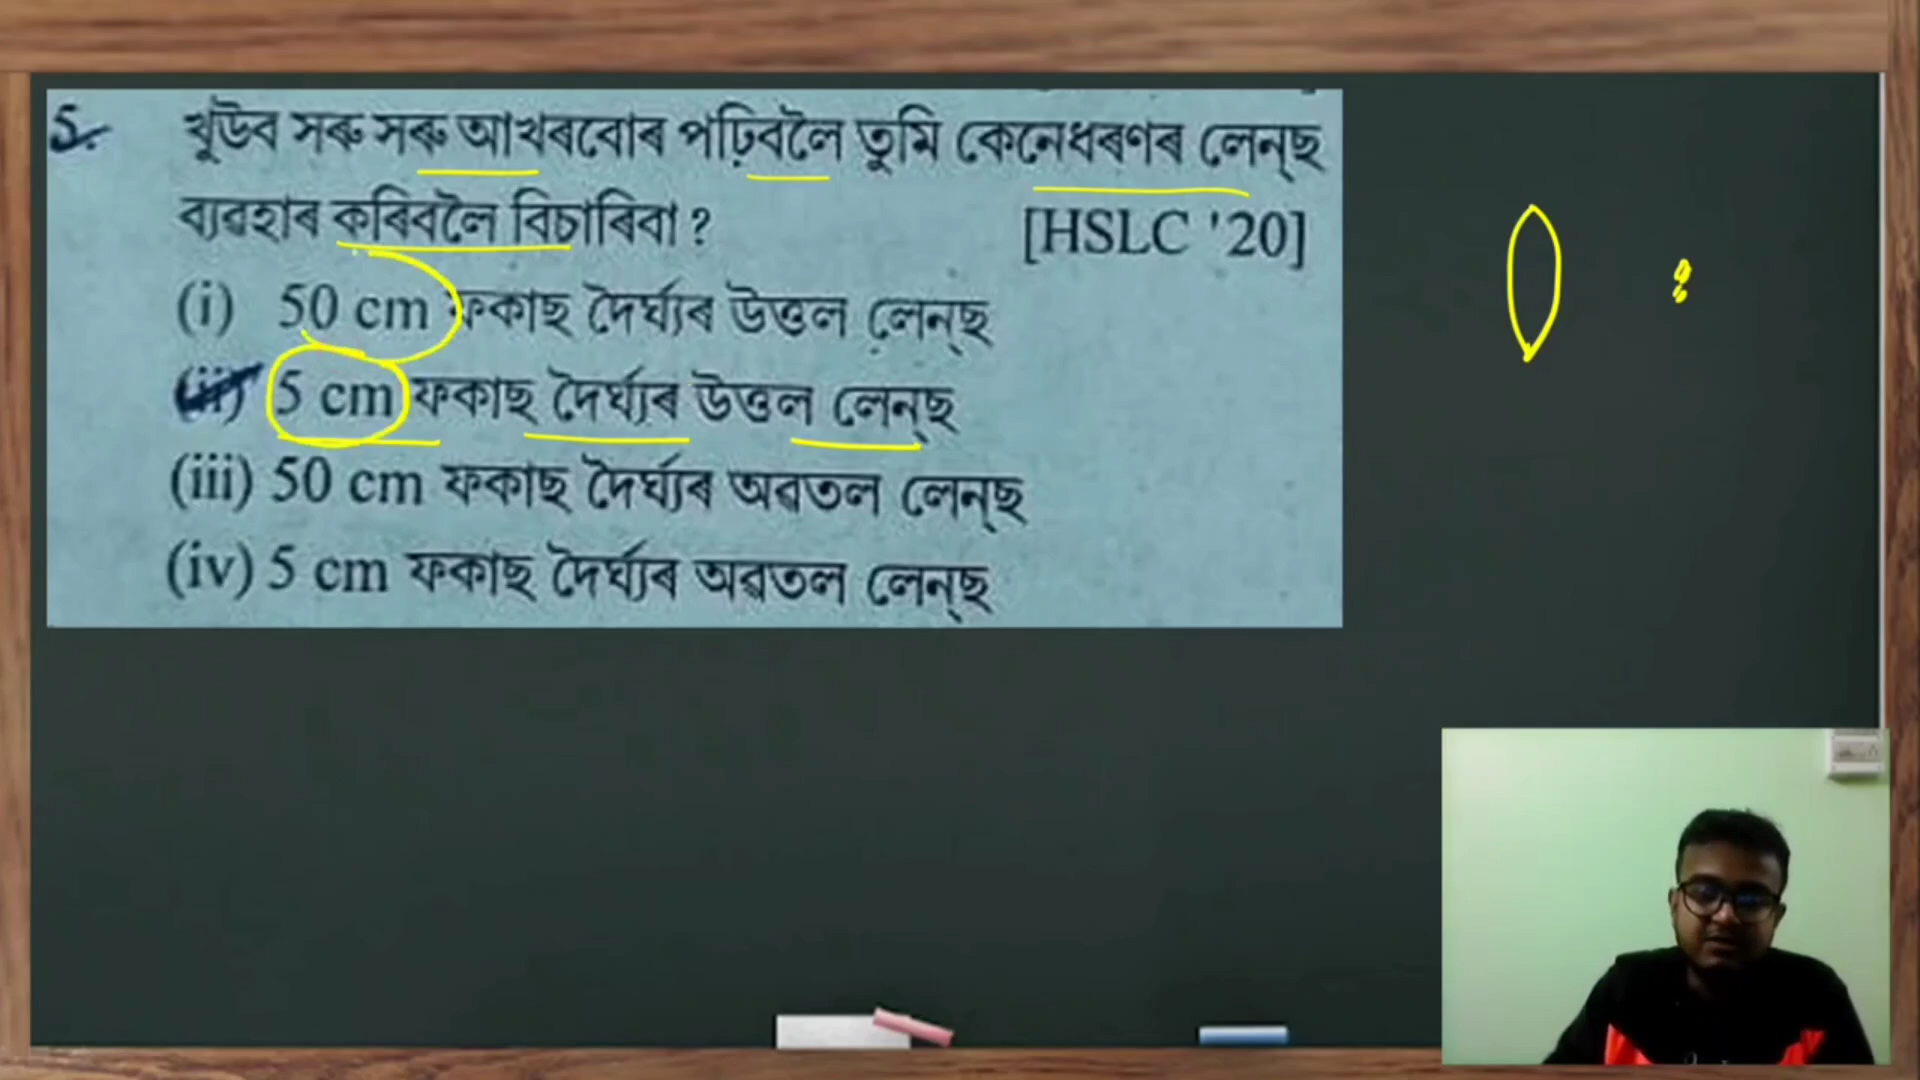 5. খুউব সৰু সৰু আখৰবোৰ পঢ়িবলৈ তুমি কেনেধৰণৰ লেন্‌ছ
ব্যৱহাৰ কৰিবলৈ বিচাৰিবা ? [HSLC '20]
(i) 50 cm ফকাছ দৈৰ্ঘ্যৰ উত্তল লেন্‌ছ
(ii) 5 cm ফকাছ দৈৰ্ঘ্যৰ উত্তল লেন্‌ছ
(iii) 50 cm ফকাছ দৈৰ্ঘ্যৰ অৱতল লেন্‌ছ
(iv) 5 cm ফকাছ দৈৰ্ঘ্যৰ অৱতল লেন্‌ছ